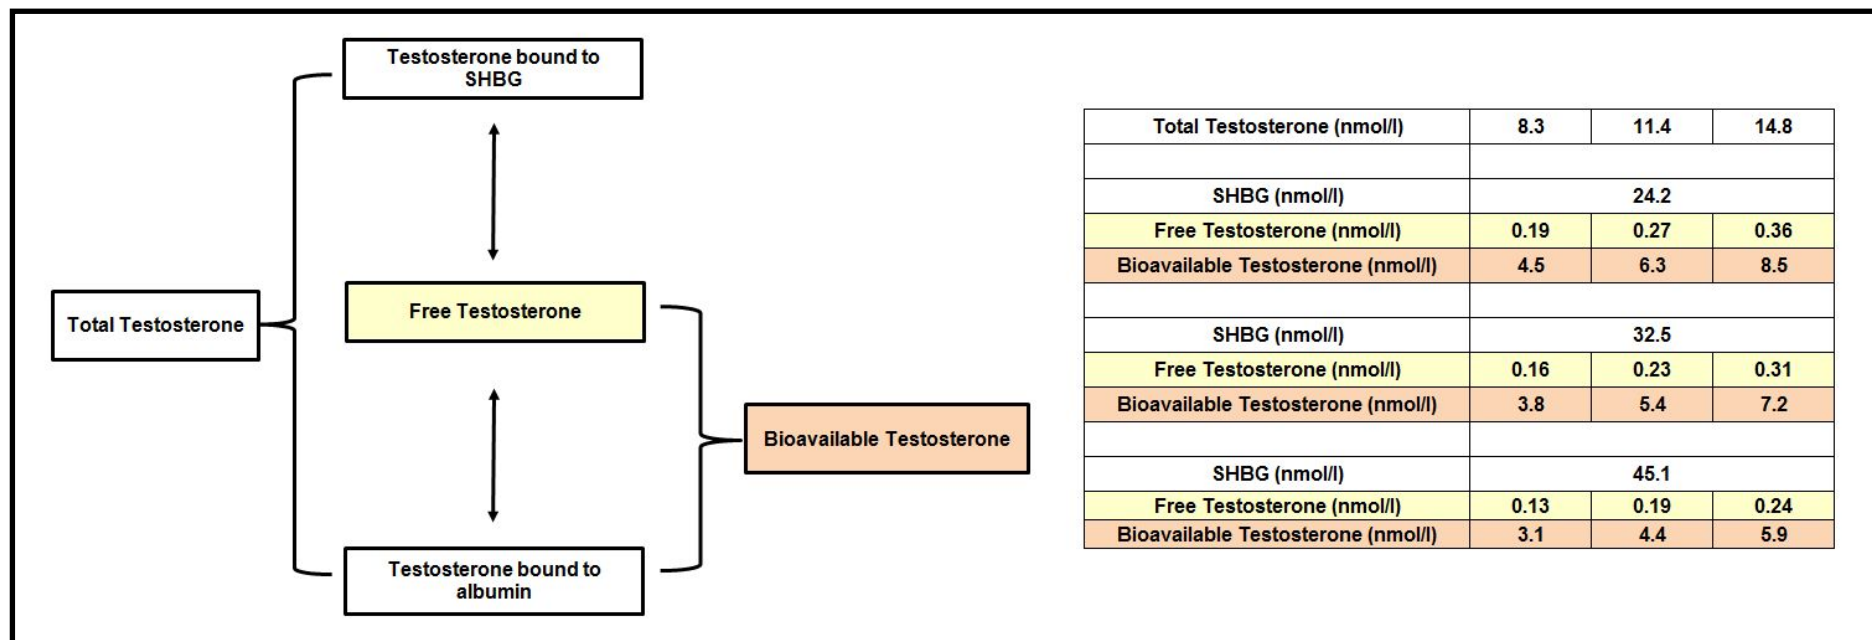 Testosterone bound to
SHBG
Total Testosterone
Free Testosterone
Bioavailable Testosterone
Testosterone bound to
albumin
Total Testosterone (nmol/l) 8.3 11.4 14.8
SHBG (nmol/l) 24.2
Free Testosterone (nmol/l) 0.19 0.27 0.36
Bioavailable Testosterone (nmol/l) 4.5 6.3 8.5
SHBG (nmol/l) 32.5
Free Testosterone (nmol/l) 0.16 0.23 0.31
Bioavailable Testosterone (nmol/l) 3.8 5.4 7.2
SHBG (nmol/l) 45.1
Free Testosterone (nmol/l) 0.13 0.19 0.24
Bioavailable Testosterone (nmol/l) 3.1 4.4 5.9